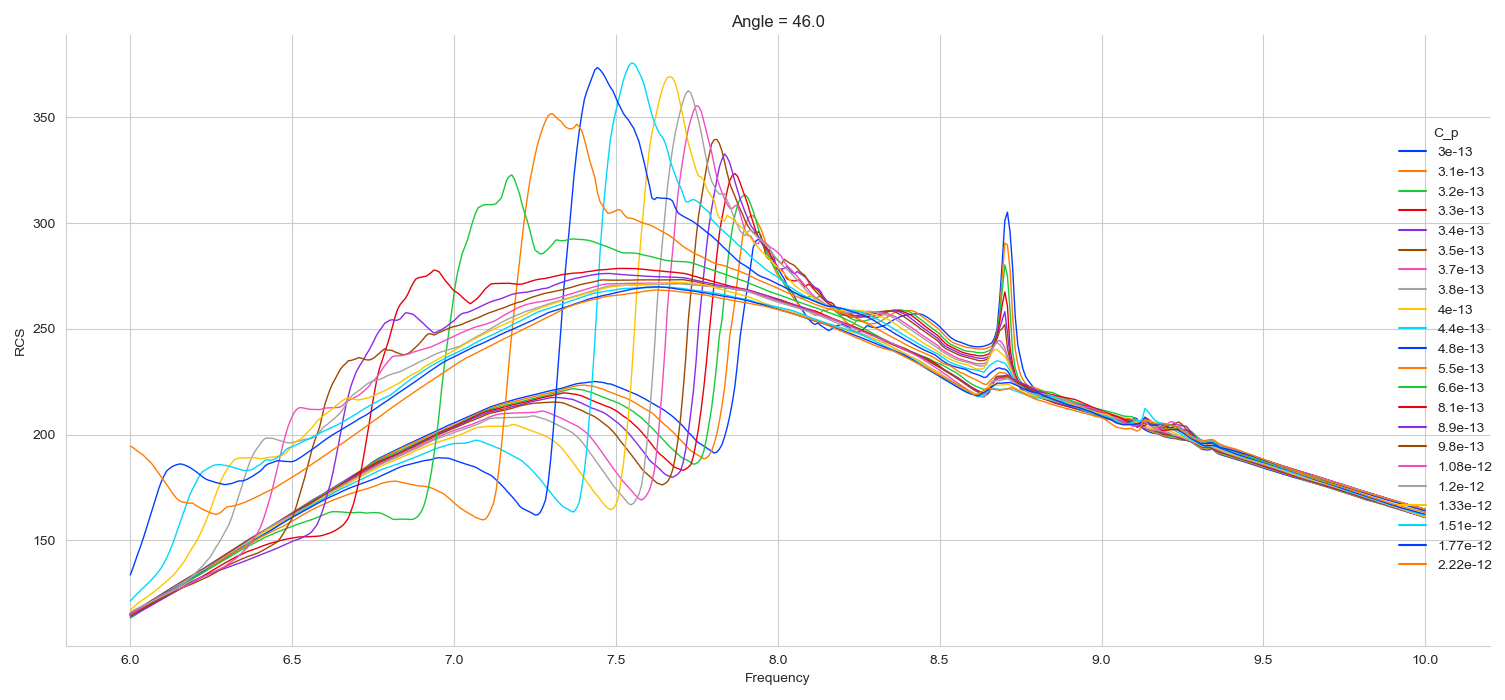 Angle = 46.0
RCS
350
300
250
200
150
6.0
6.5
7.0
7.5
8.0
8.5
9.0
9.5
10.0
Frequency
C_p
3e-13
3.1e-13
3.2e-13
3.3e-13
3.4e-13
3.5e-13
3.7e-13
3.8e-13
4e-13
4.4e-13
4.8e-13
5.5e-13
6.6e-13
8.1e-13
8.9e-13
9.8e-13
1.08e-12
1.2e-12
1.33e-12
1.51e-12
1.77e-12
2.22e-12